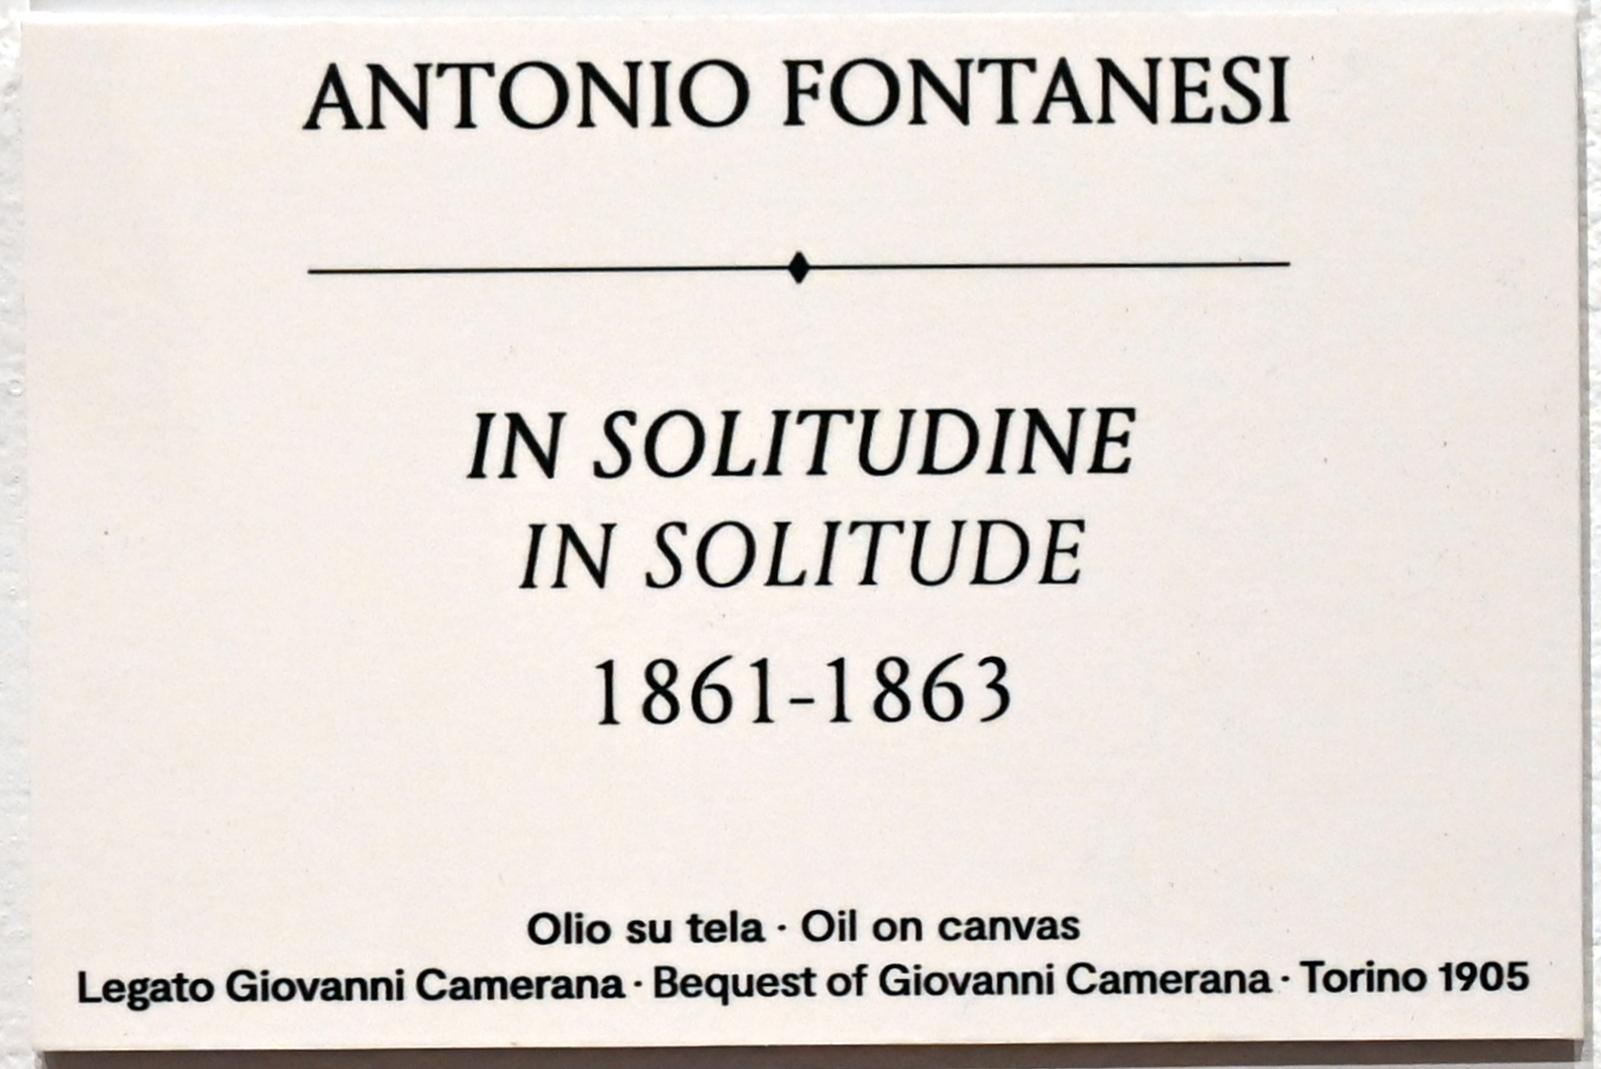 ANTONIO FONTANESI
IN SOLITUDINE
IN SOLITUDE
1861-1863
Olio su tela · Oil on canvas
Legato Giovanni Camerana · Bequest of Giovanni Camerana · Torino 1905